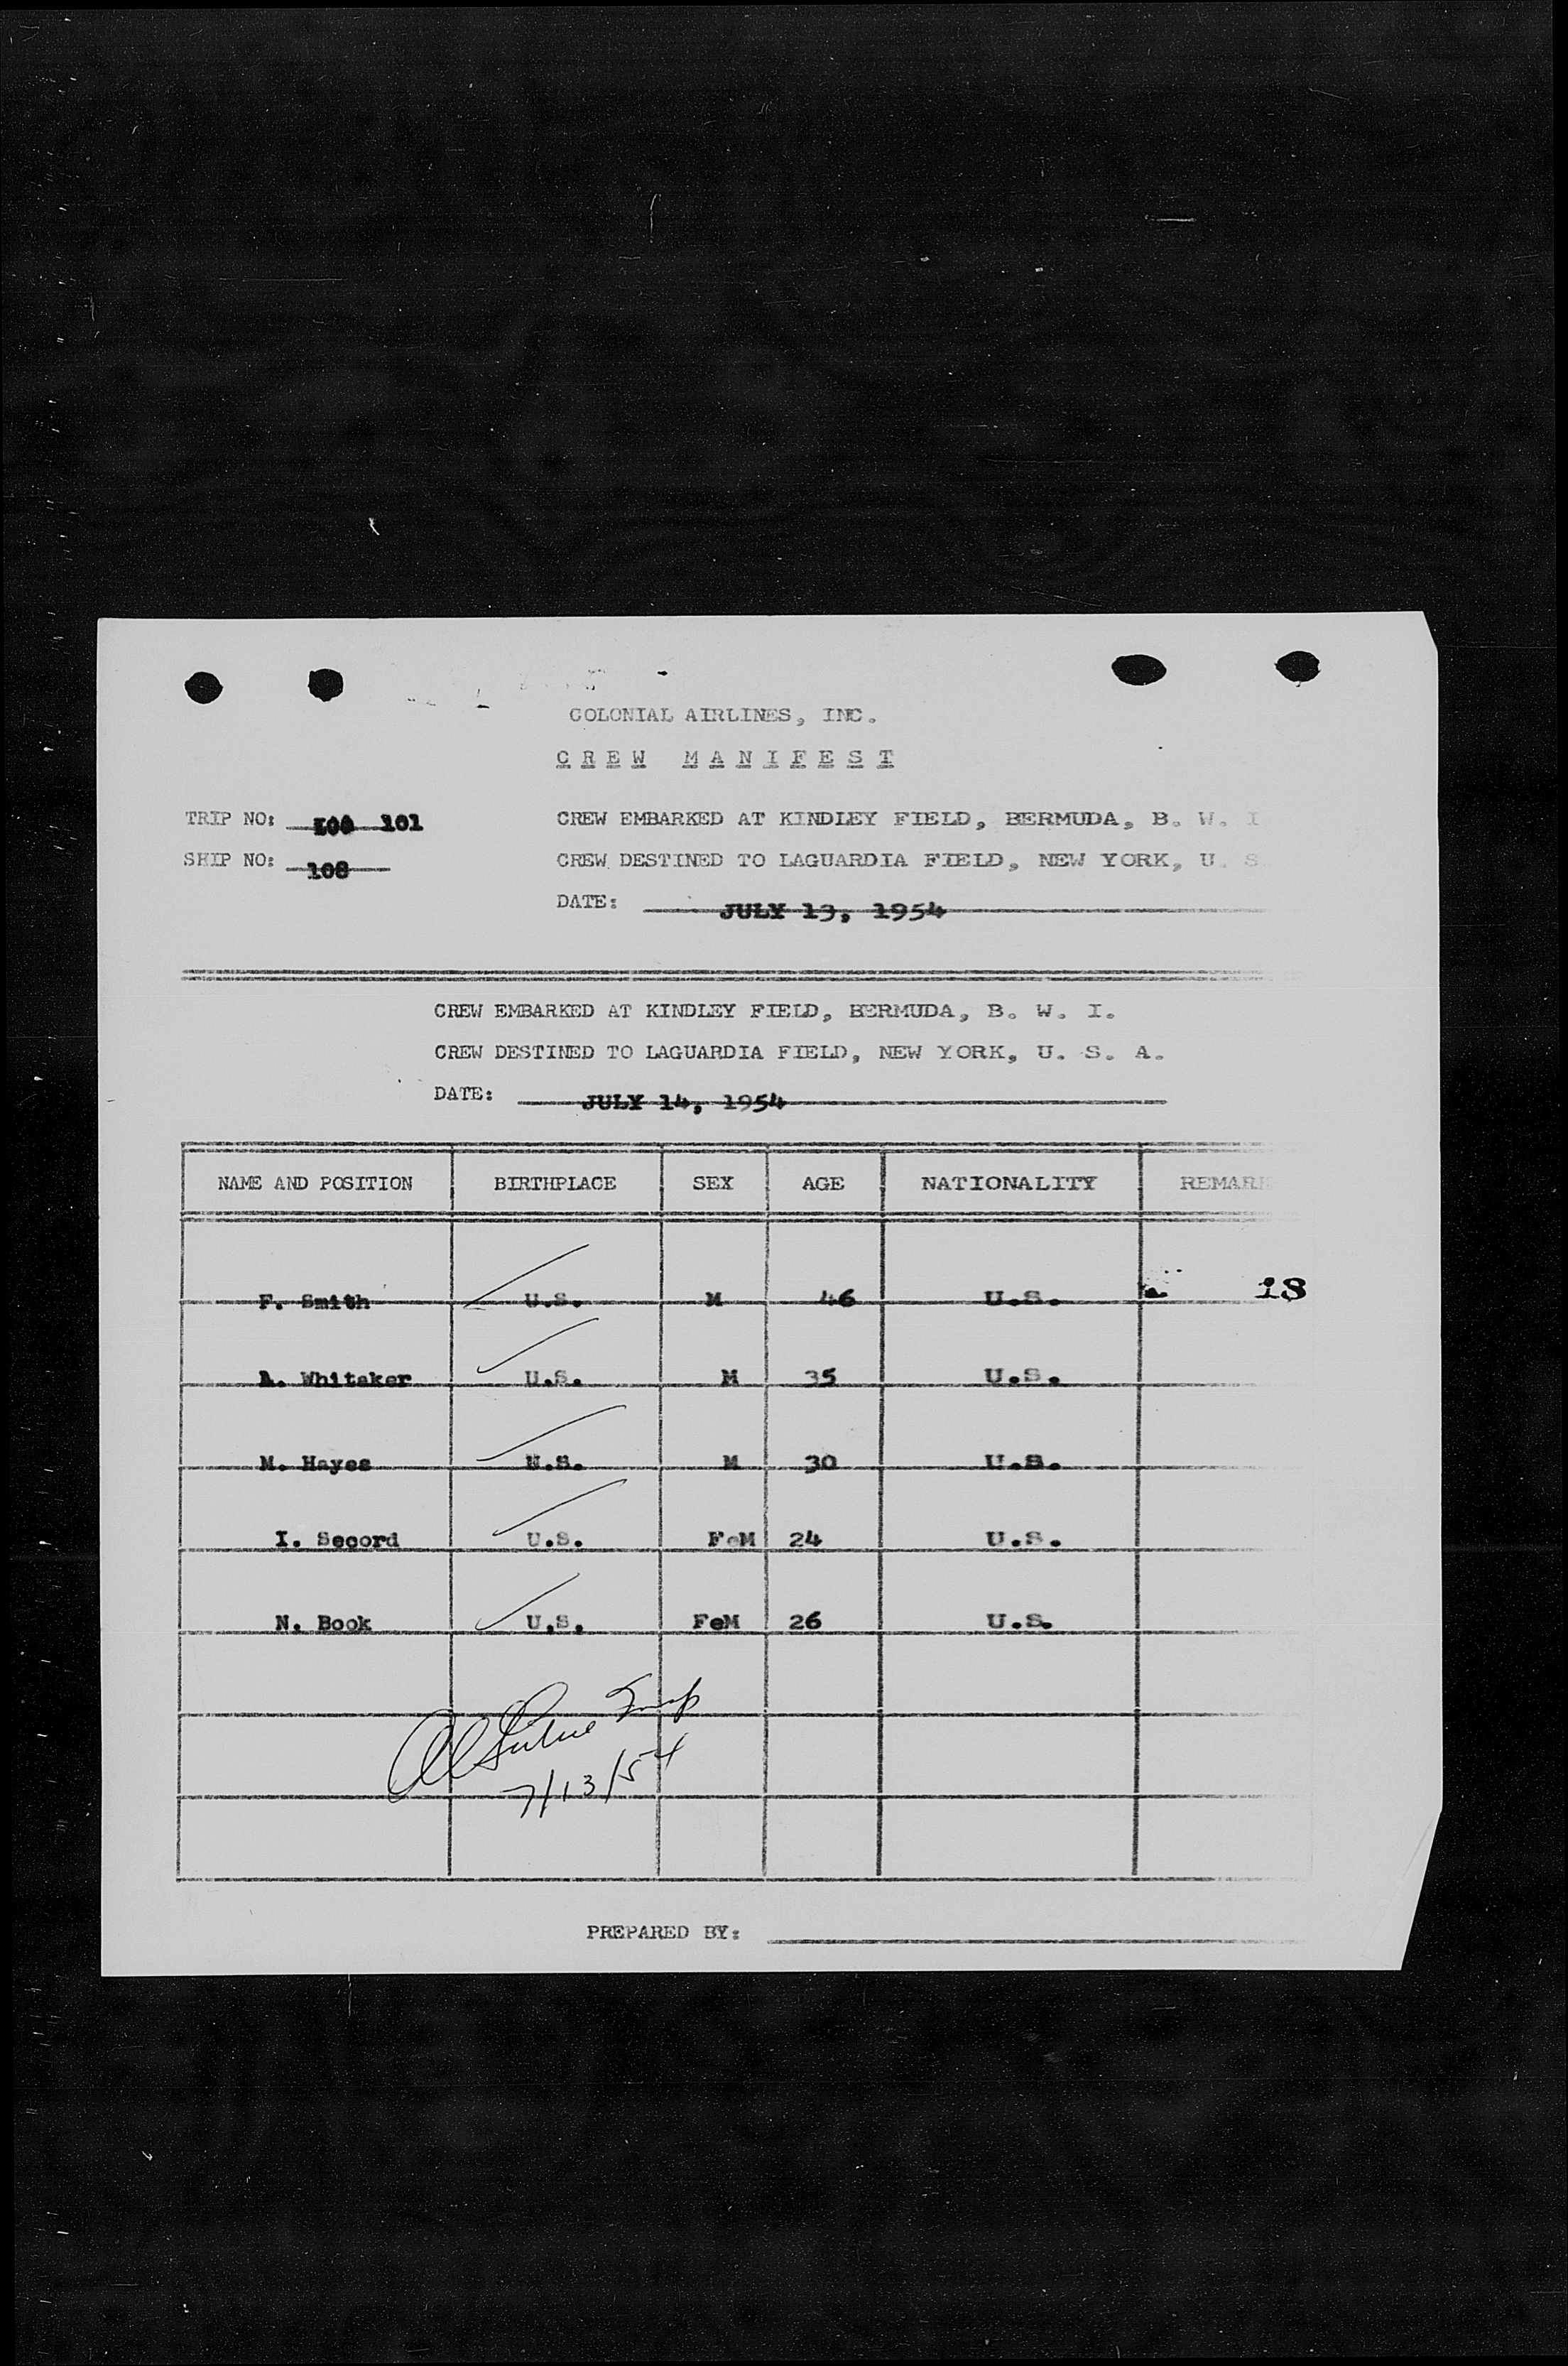 COLONIAL AIRLINES, INC.
CREW MANIFEST
TRIP NO: 101
CREW EMBARKED AT KINDLEY FIELD, BERMUDA, B. W. I
SHIP NO: 108
CREW DESTINED TO LAGUARDIA FIELD, NEW YORK, U. S
DATE: JULY 13, 1954
CREW EMBARKED AT KINDLEY FIELD, BERMUDA, B. W. I.
CREW DESTINED TO LAGUARDIA FIELD, NEW YORK, U. S. A.
DATE: JULY 14, 1954
NAME AND POSITION BIRTHPLACE SEX AGE NATIONALITY REMARK
F. Smith U.S. M 46 U.S. 18
A. Whitaker U.S. M 35 U.S.
M. Hayes U.S. M 30 U.S.
I. Secord U.S. FeM 24 U.S.
N. Book U.S. FeM 26 U.S.
7/13/54
PREPARED BY: